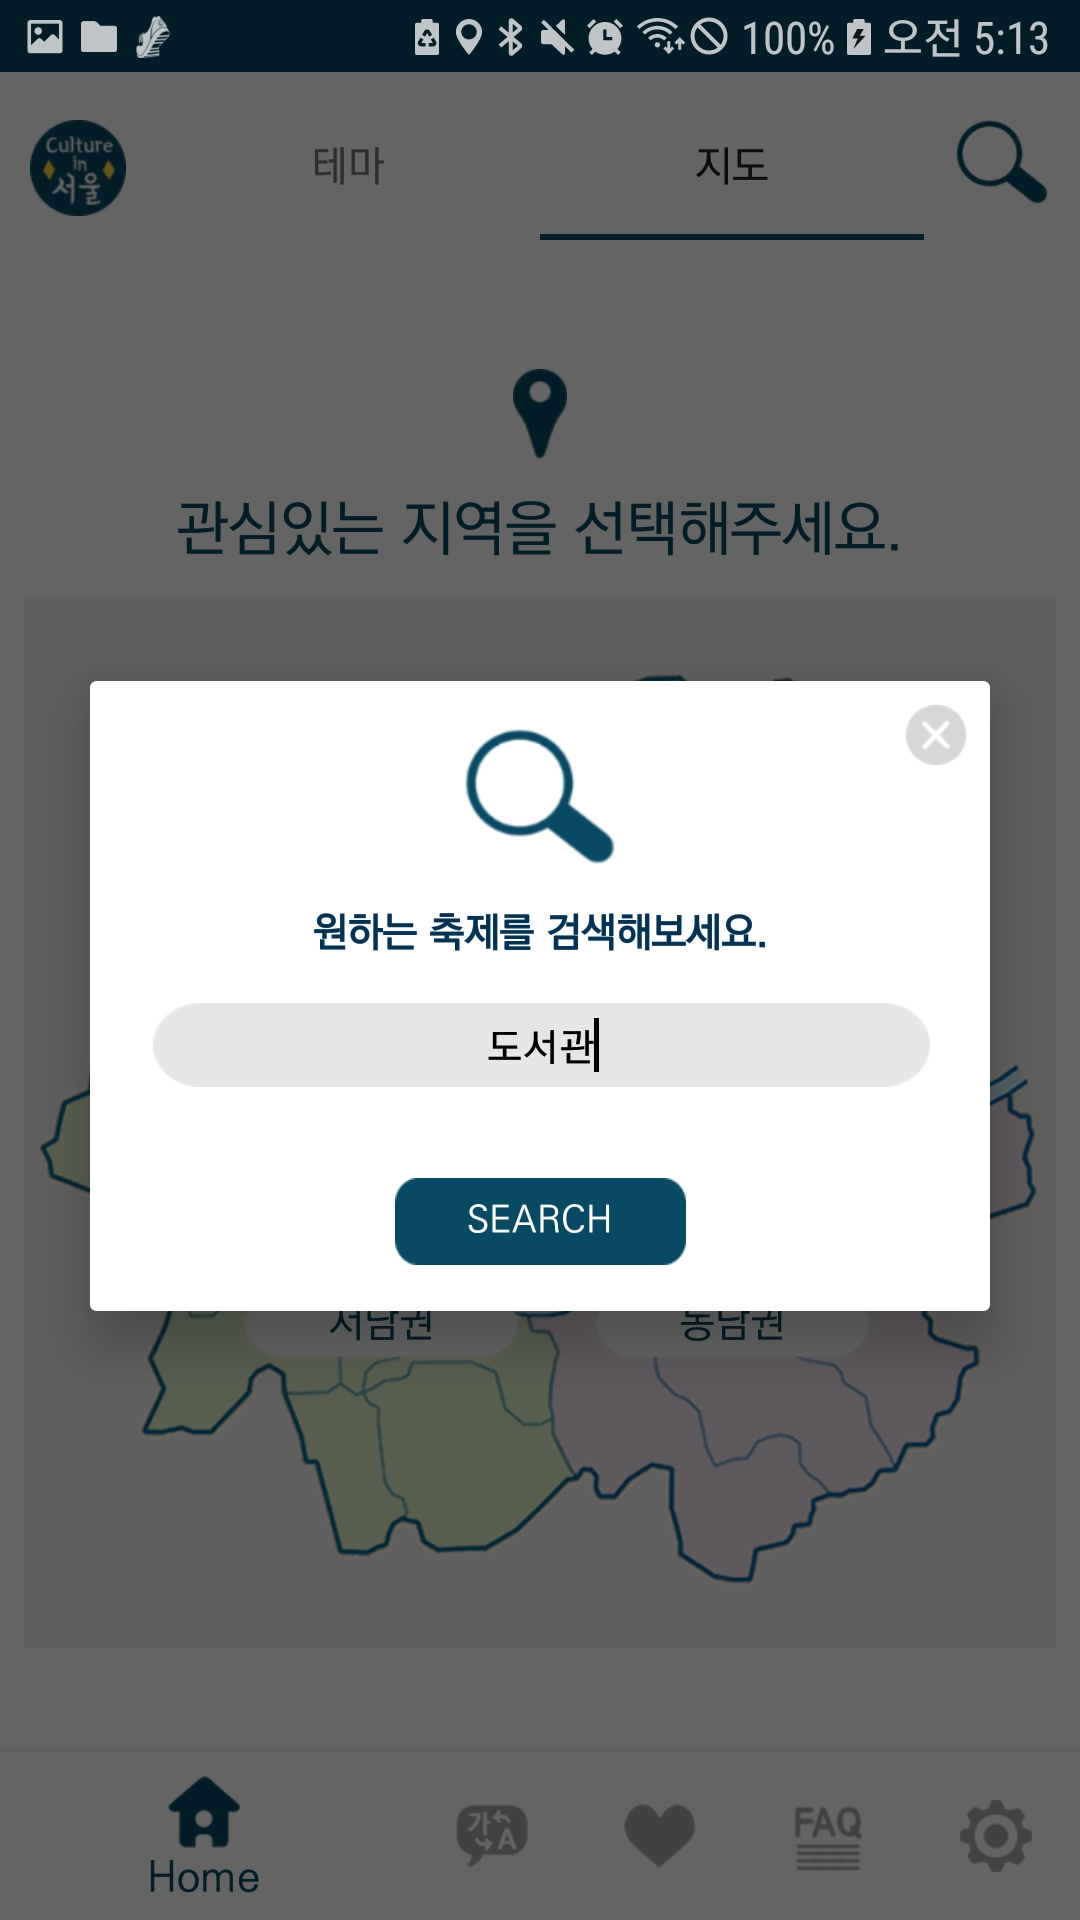 100% 오전 5:13
Culture
in
서울
테마
지도
관심있는 지역을 선택해주세요.
원하는 축제를 검색해보세요.
도서관
SEARCH
서남권
동남권
가
A
FAQ
Home